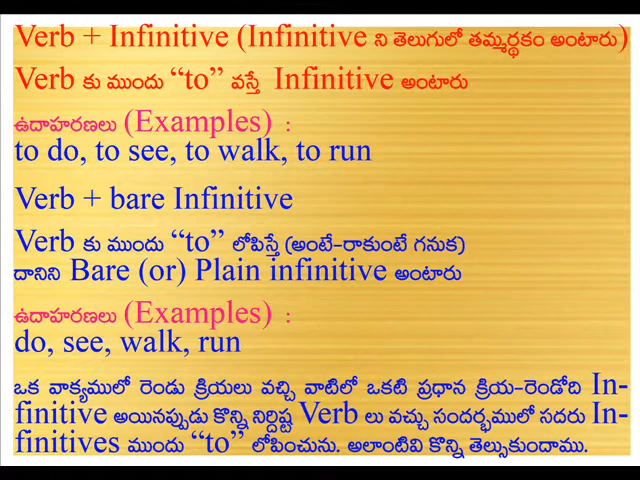 Verb + Infinitive (Infinitive ని తెలుగులో తమ్మర్థకం అంటారు)
Verb కు ముందు “to” వస్తే Infinitive అంటారు
ఉదాహరణలు (Examples) :
to do, to see, to walk, to run
Verb + bare Infinitive
Verb కు ముందు “to” లోపిస్తే (అంటే-రాకుంటే గనుక)
దానిని Bare (or) Plain infinitive అంటారు
ఉదాహరణలు (Examples) :
do, see, walk, run
ఒక వాక్యములో రెండు క్రియలు వచ్చి వాటిలో ఒకటి ప్రధాన క్రియ-రెండోది In-
finitive అయినప్పుడు కొన్ని నిర్దిష్ట Verb లు వచ్చు సందర్భములో సదరు In-
finitives ముందు “to” లోపించును. అలాంటివి కొన్ని తెల్సుకుందాము.